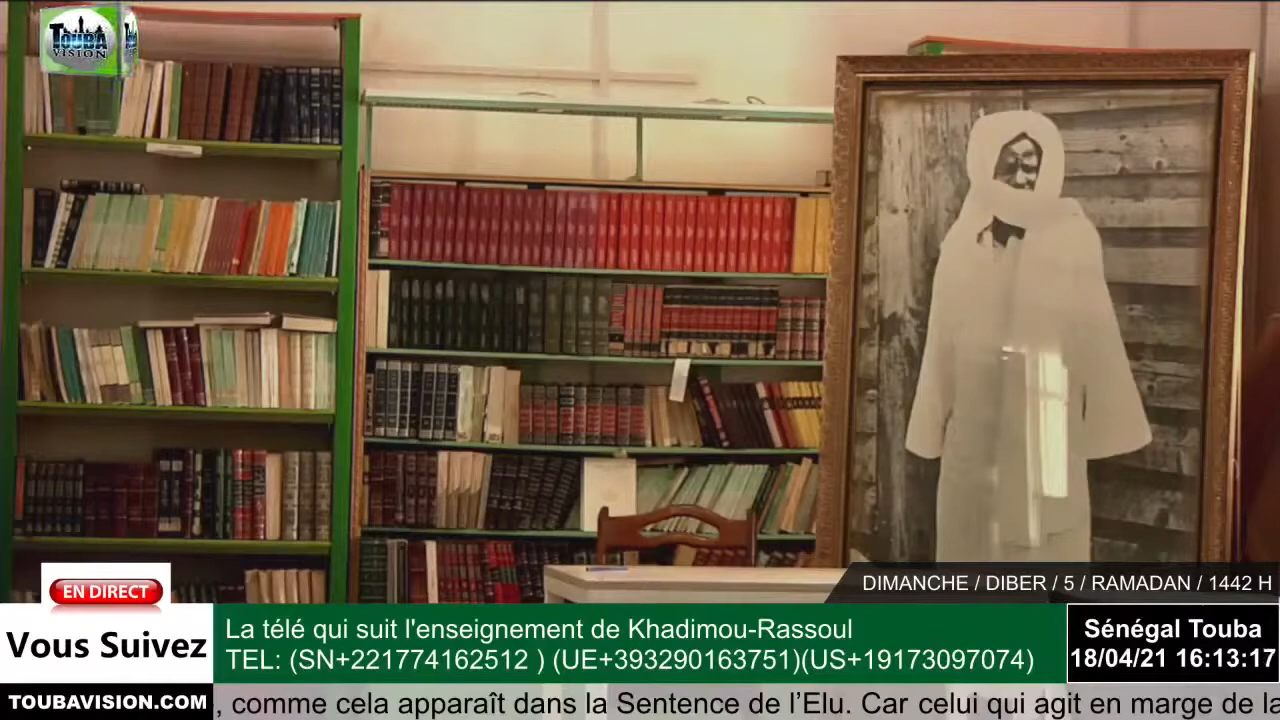 TOUBA
VISION
DIMANCHE / DIBER / 5 / RAMADAN / 1442 H
EN DIRECT
Vous Suivez
La télé qui suit l'enseignement de Khadimou-Rassoul
TEL: (SN+221774162512 ) (UE+393290163751)(US+19173097074)
Sénégal Touba
18/04/21 16:13:17
TOUBAVISION.COM
, comme cela apparaît dans la Sentence de l’Elu. Car celui qui agit en marge de la